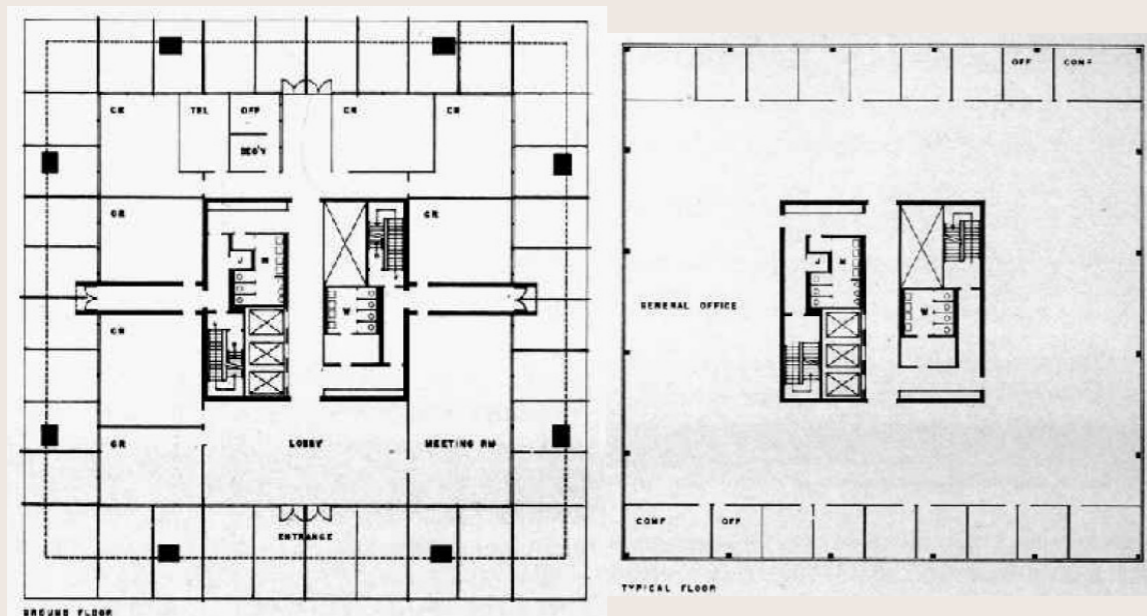 CR
TEL
OFF
CR
CR
SEC'Y
CR
CR
J
M
W
CR
CR
LOBBY
MEETING RM
ENTRANCE
GROUND FLOOR
OFF
CONF
J
M
W
GENERAL OFFICE
CONF
OFF
TYPICAL FLOOR